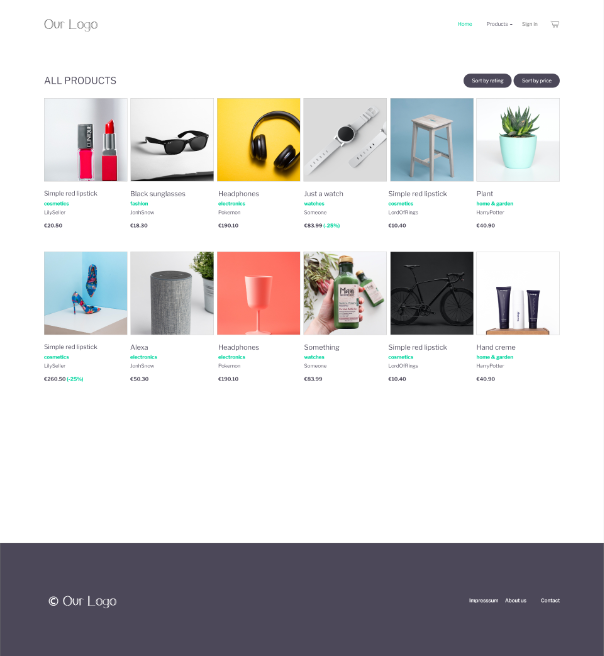 Our Logo
Home Products Sign in
ALL PRODUCTS
Sort by rating Sort by price
CLINIQUE
Simple red lipstick
cosmetics
LilySeller
€20.50
Black sunglasses
fashion
JonhSnow
€18.30
Headphones
electronics
Pokemon
€190.10
Just a watch
watches
Someone
€83.99 (-25%)
Simple red lipstick
cosmetics
LordOfRings
€10.40
Plant
home & garden
HarryPotter
€40.90
Simple red lipstick
cosmetics
LilySeller
€260.50 (-25%)
Alexa
electronics
JonhSnow
€50.30
Headphones
electronics
Pokemon
€190.10
Something
watches
Someone
€83,99
Simple red lipstick
cosmetics
LordOfRings
€10.40
Hand creme
home & garden
HarryPotter
€40.90
© Our Logo
Impresssum About us Contact